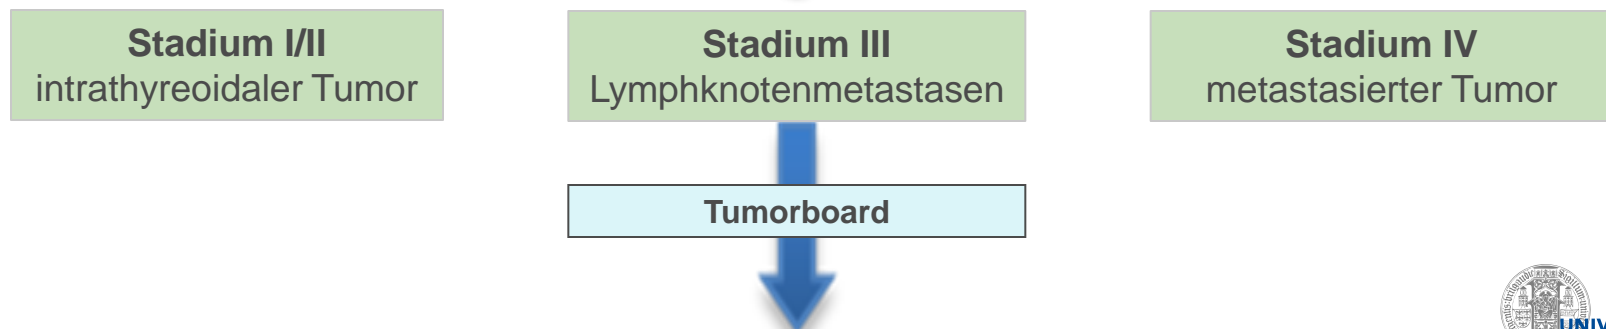 Stadium I/II
intrathyreoidaler Tumor
Stadium III
Lymphknotenmetastasen
Stadium IV
metastasierter Tumor
Tumorboard